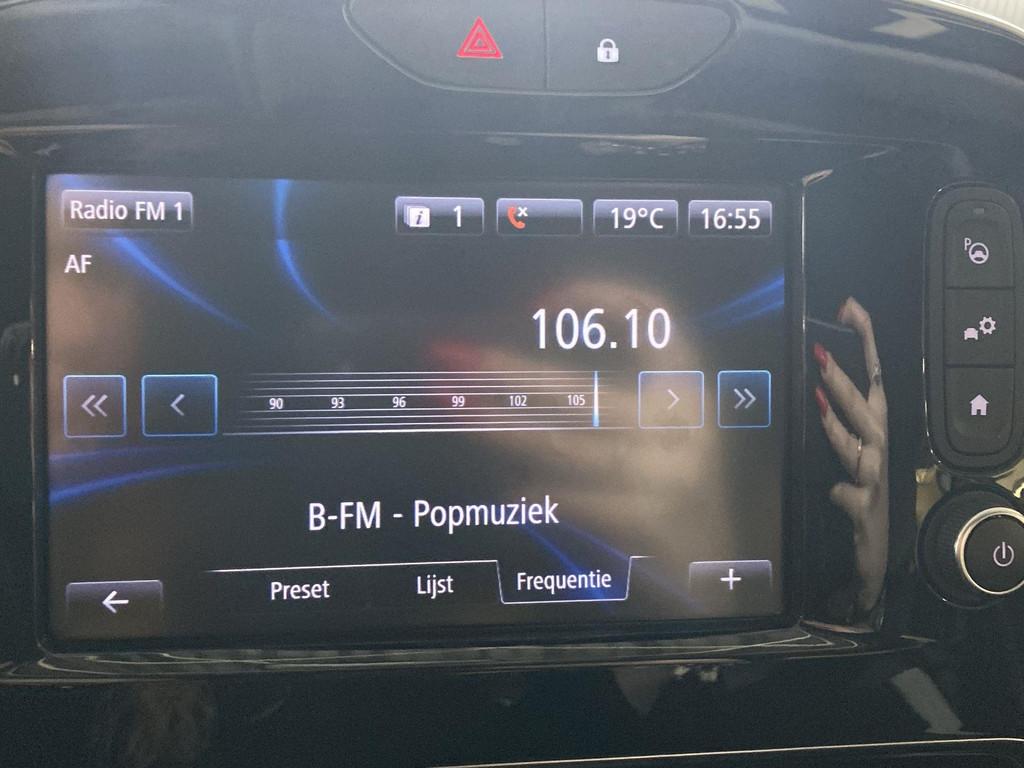 Radio FM 1
1
19°C
16:55
AF
106.10
90 93 96 99 102 105
B-FM - Popmuziek
Preset Lijst Frequentie
P